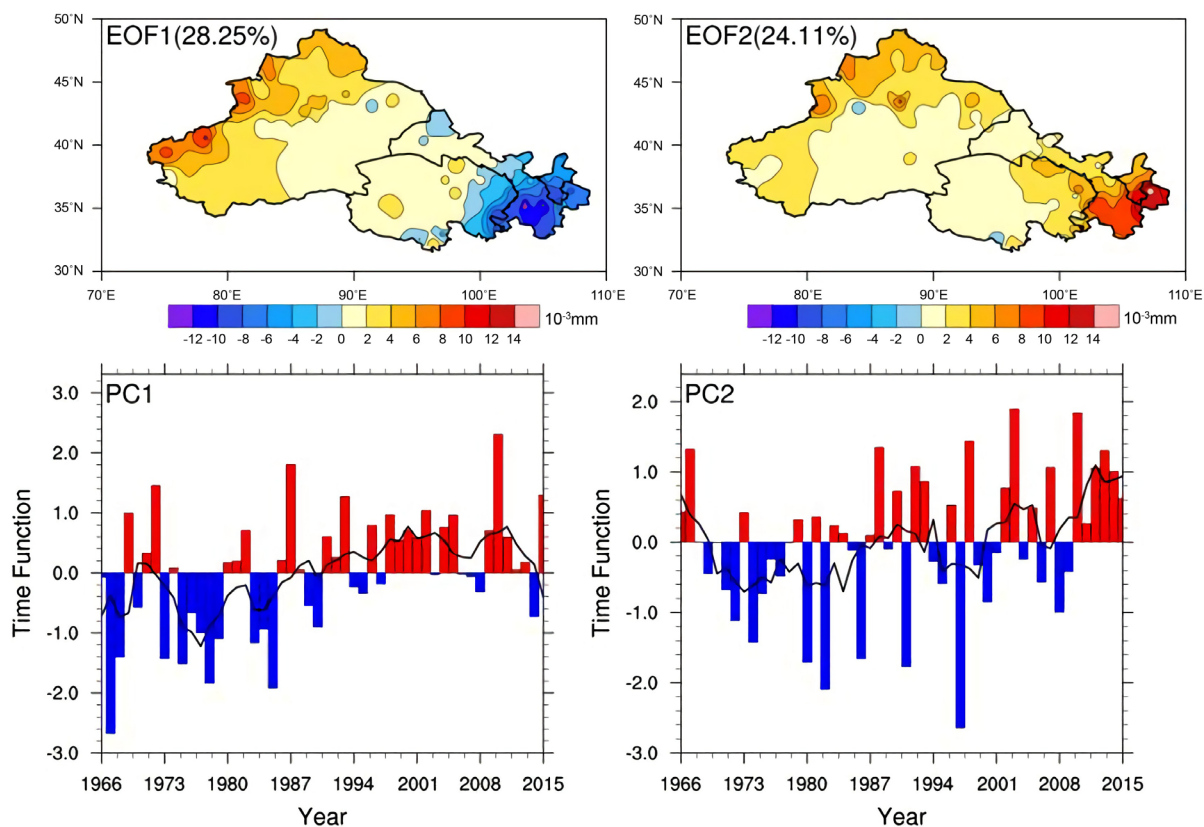 50°N
EOF1(28.25%)
45°N
40°N
35°N
30°N
70°E 80°E 90°E 100°E 110°E
-12 -10 -8 -6 -4 -2 0 2 4 6 8 10 12 14
10⁻³mm
50°N
EOF2(24.11%)
45°N
40°N
35°N
30°N
70°E 80°E 90°E 100°E 110°E
-12 -10 -8 -6 -4 -2 0 2 4 6 8 10 12 14
10⁻³mm
PC1
3.0
2.0
1.0
0.0
-1.0
-2.0
-3.0
Time Function
1966 1973 1980 1987 1994 2001 2008 2015
Year
PC2
2.0
1.0
0.0
-1.0
-2.0
-3.0
Time Function
1966 1973 1980 1987 1994 2001 2008 2015
Year